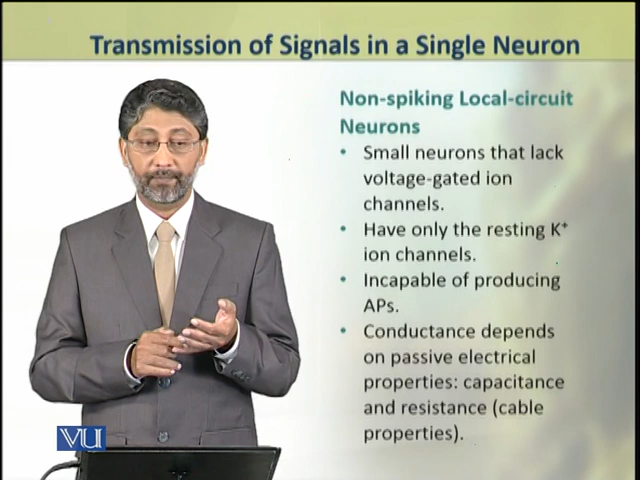 Transmission of Signals in a Single Neuron
Non-spiking Local-circuit
Neurons
• Small neurons that lack
voltage-gated ion
channels.
• Have only the resting K⁺
ion channels.
• Incapable of producing
APs.
• Conductance depends
on passive electrical
properties: capacitance
and resistance (cable
properties).
VU